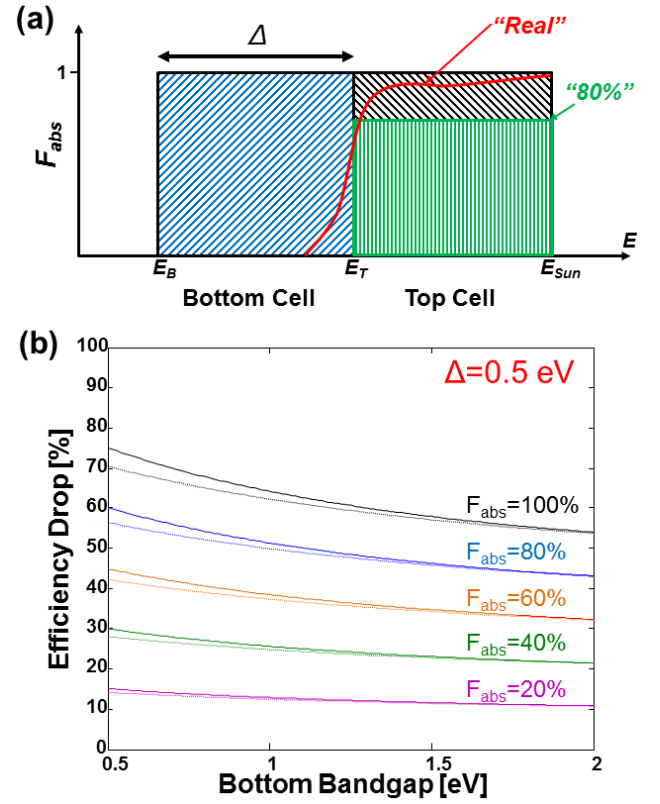 (a)
Δ
“Real”
1
“80%”
F_abs
E
E_B
E_T
E_Sun
Bottom Cell
Top Cell
(b)
100
Δ=0.5 eV
90
80
70
60
50
40
30
20
10
0
Efficiency Drop [%]
F_abs=100%
F_abs=80%
F_abs=60%
F_abs=40%
F_abs=20%
0.5
1
1.5
2
Bottom Bandgap [eV]